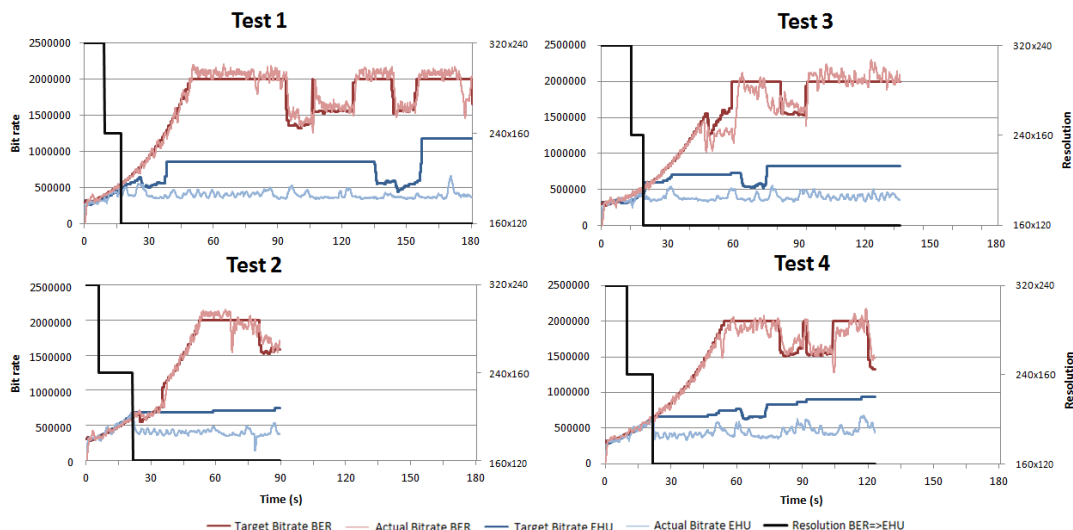 Test 1
2500000
2000000
1500000
1000000
500000
0
Bit rate
320x240
240x160
160x120
0 30 60 90 120 150 180
Test 3
2500000
2000000
1500000
1000000
500000
0
320x240
240x160
160x120
Resolution
0 30 60 90 120 150 180
Test 2
2500000
2000000
1500000
1000000
500000
0
Bit rate
320x240
240x160
160x120
0 30 60 90 120 150 180
Time (s)
Test 4
2500000
2000000
1500000
1000000
500000
0
320x240
240x160
160x120
Resolution
0 30 60 90 120 150 180
Time (s)
Target Bitrate BER Actual Bitrate BER Target Bitrate EHU Actual Bitrate EHU Resolution BER=>EHU